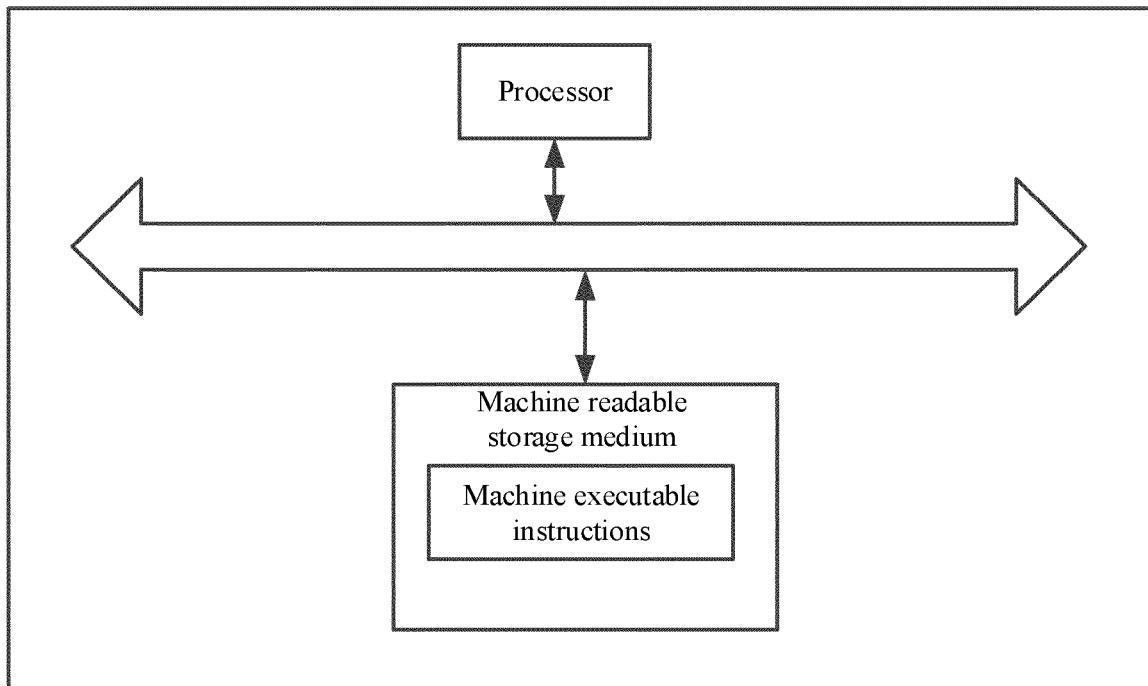 Processor
Machine readable
storage medium
Machine executable
instructions